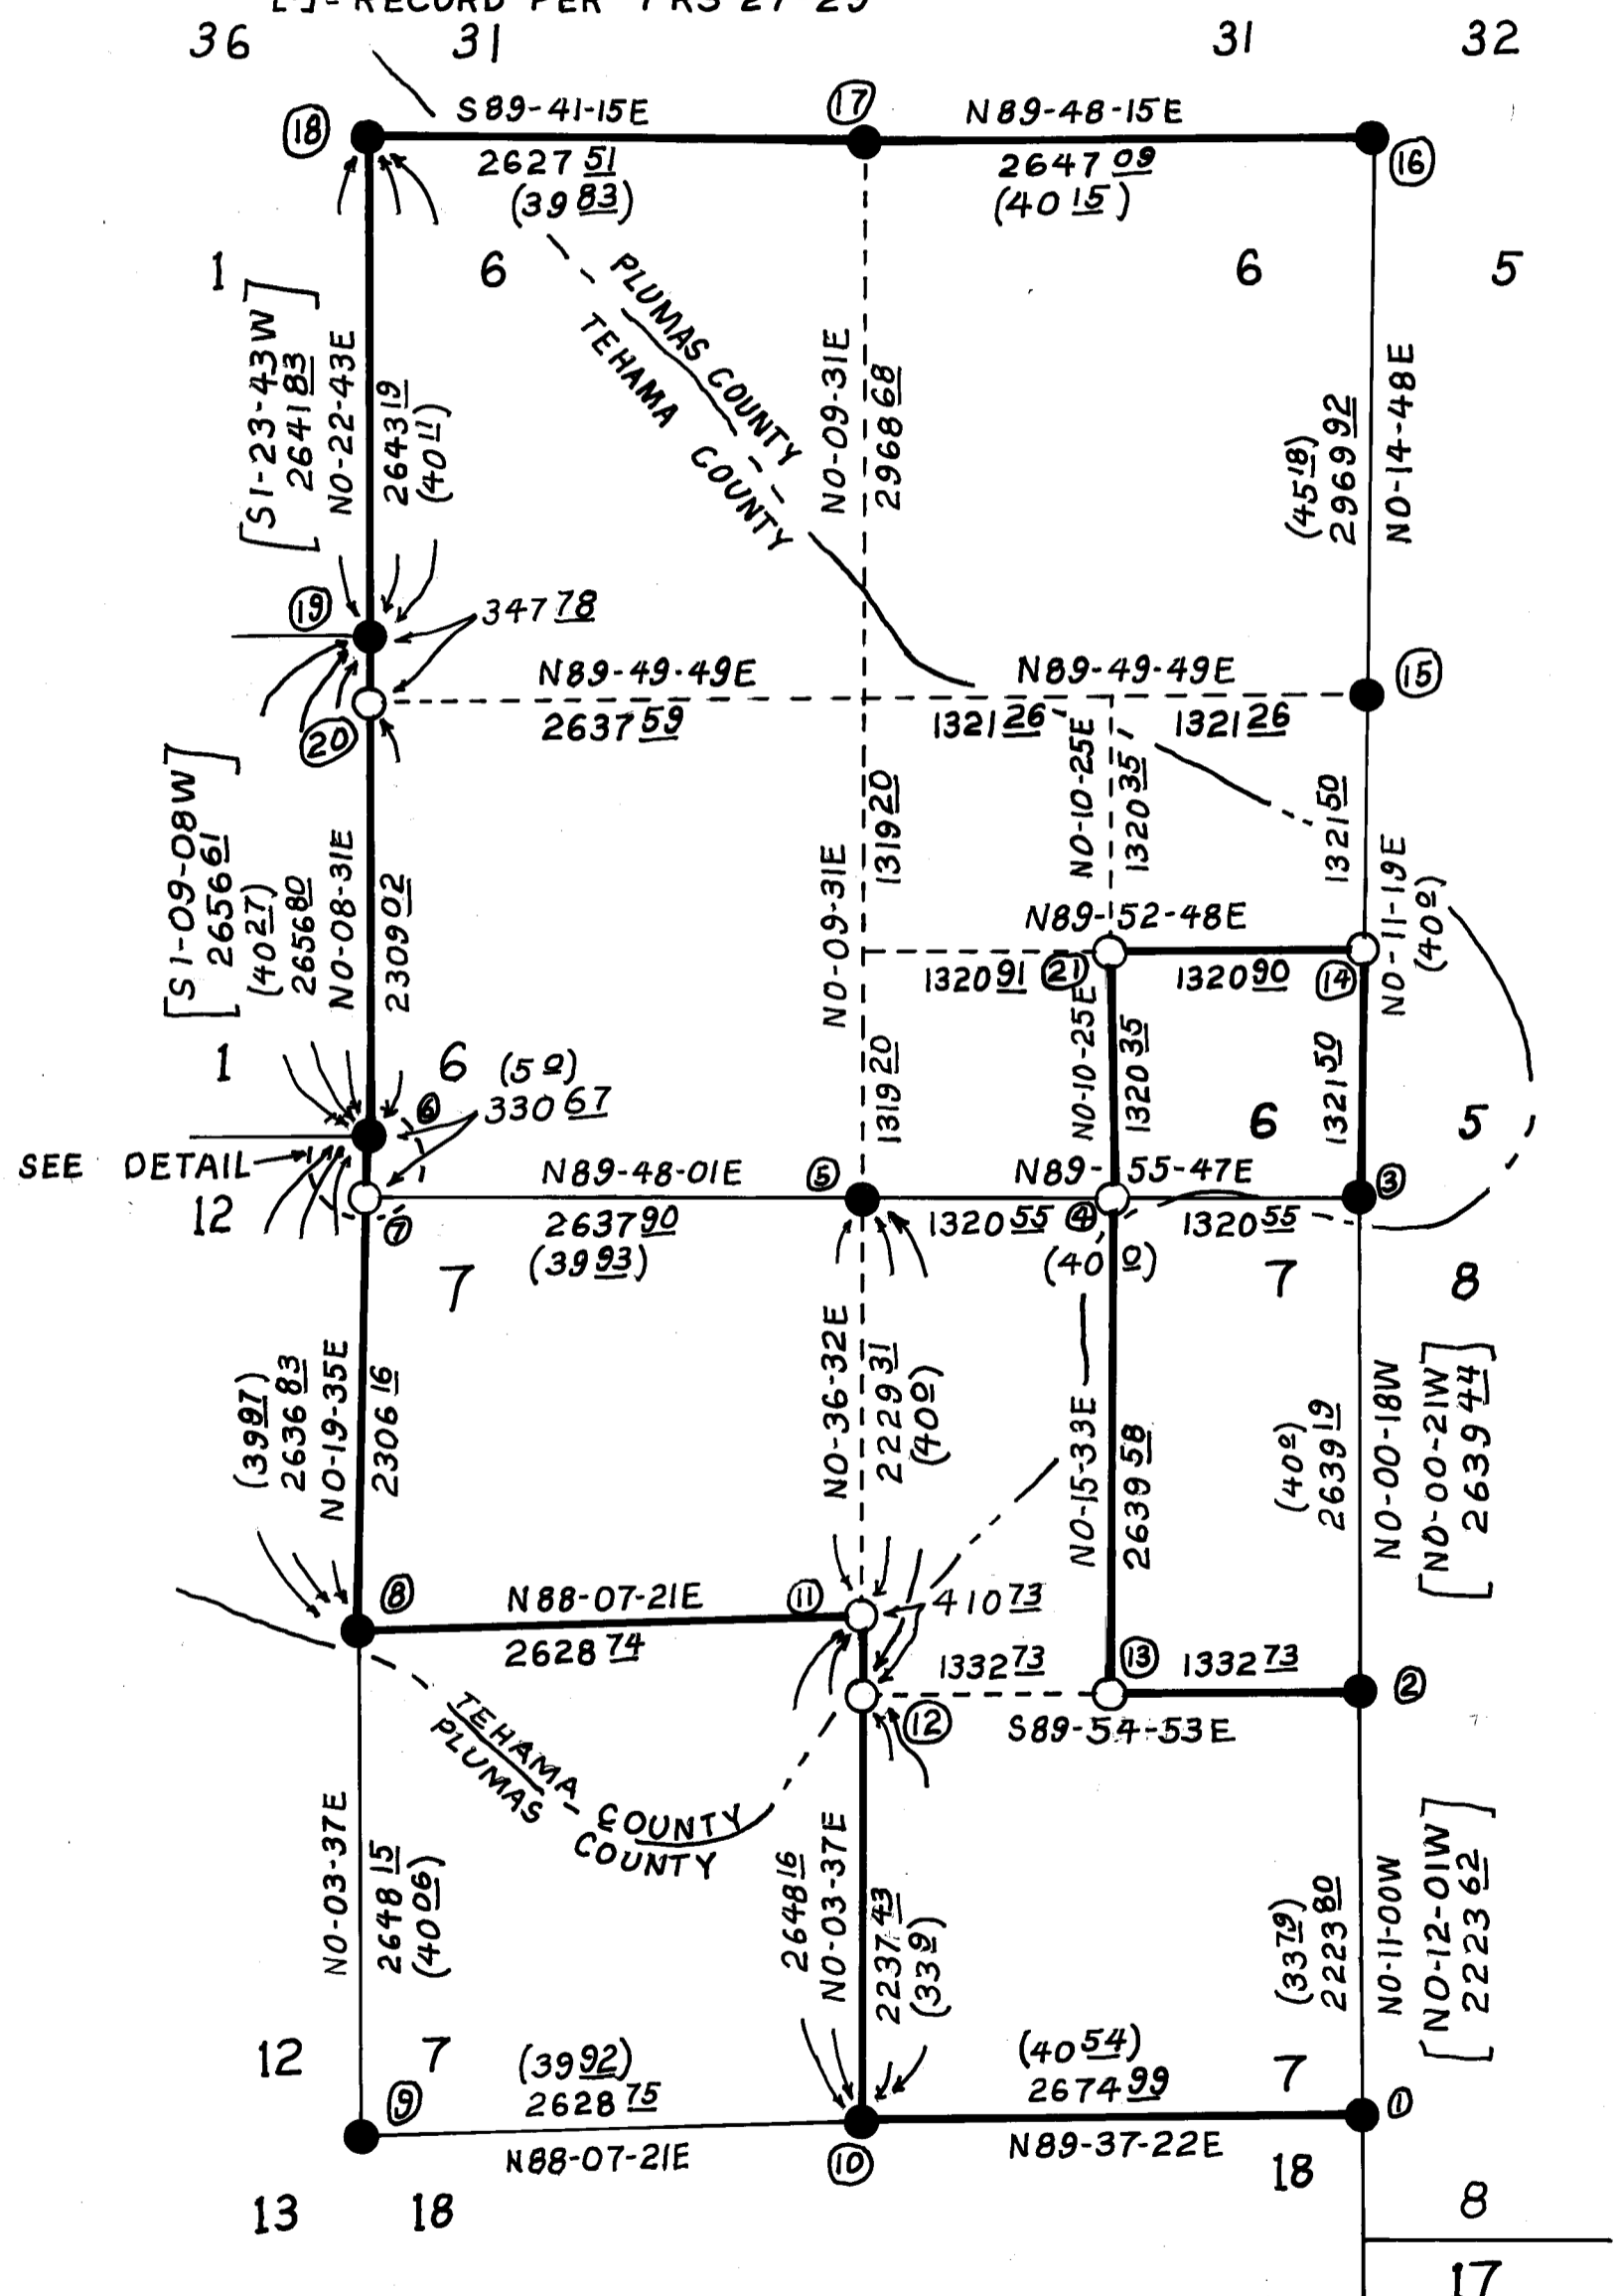 [ ] = RECORD PER 1 RS 27-29
36 31 31 32
18 S89-41-15E 17 N89-48-15E
2627 51 2647 09 16
(39 83) (40 15)
1 6 6 5
[S1-23-43W
2641 83]
N0-22-43E
2643 19
(40 11)
PLUMAS COUNTY
TEHAMA COUNTY
N0-09-31E
2968 68
(45 18)
2969 92
N0-14-48E
19 347 78
N89-49-49E N89-49-49E 15
20 2637 59 1321 26 1321 26
[S1-09-08W
2656 61]
(40 27)
2656 80
N0-08-31E
2309 02
N0-09-31E
1319 20
N0-10-25E
1320 35
1321 50
N0-11-19E
(40 0)
N89-52-48E
1320 91 21 1320 90 14
1319 20
N0-10-25E
1320 35
1321 50
1 6 (5 0)
6 330 67 6 5
SEE DETAIL N89-48-01E 5 N89-55-47E 3
12 7 2637 90 1320 55 4 1320 55
(39 93) (40 0)
7 7 8
(39 97)
2636 83
N0-19-35E
2306 16
N0-36-32E
2229 31
(40 0)
N0-15-33E
2639 58
(40 0)
2639 19
N0-00-18W
[N0-00-21W
2639 44]
8 N88-07-21E 11 410 73
2628 74 1332 73 13 1332 73 2
12 S89-54-53E
TEHAMA COUNTY
PLUMAS COUNTY
N0-03-37E
2648 15
(40 06)
2648 16
N0-03-37E
2237 43
(33 9)
(33 79)
2223 80
N0-11-00W
[N0-12-01W
2223 62]
12 7 (39 92) (40 54) 7
9 2628 75 2674 99 1
N88-07-21E 10 N89-37-22E
13 18 18 8
17